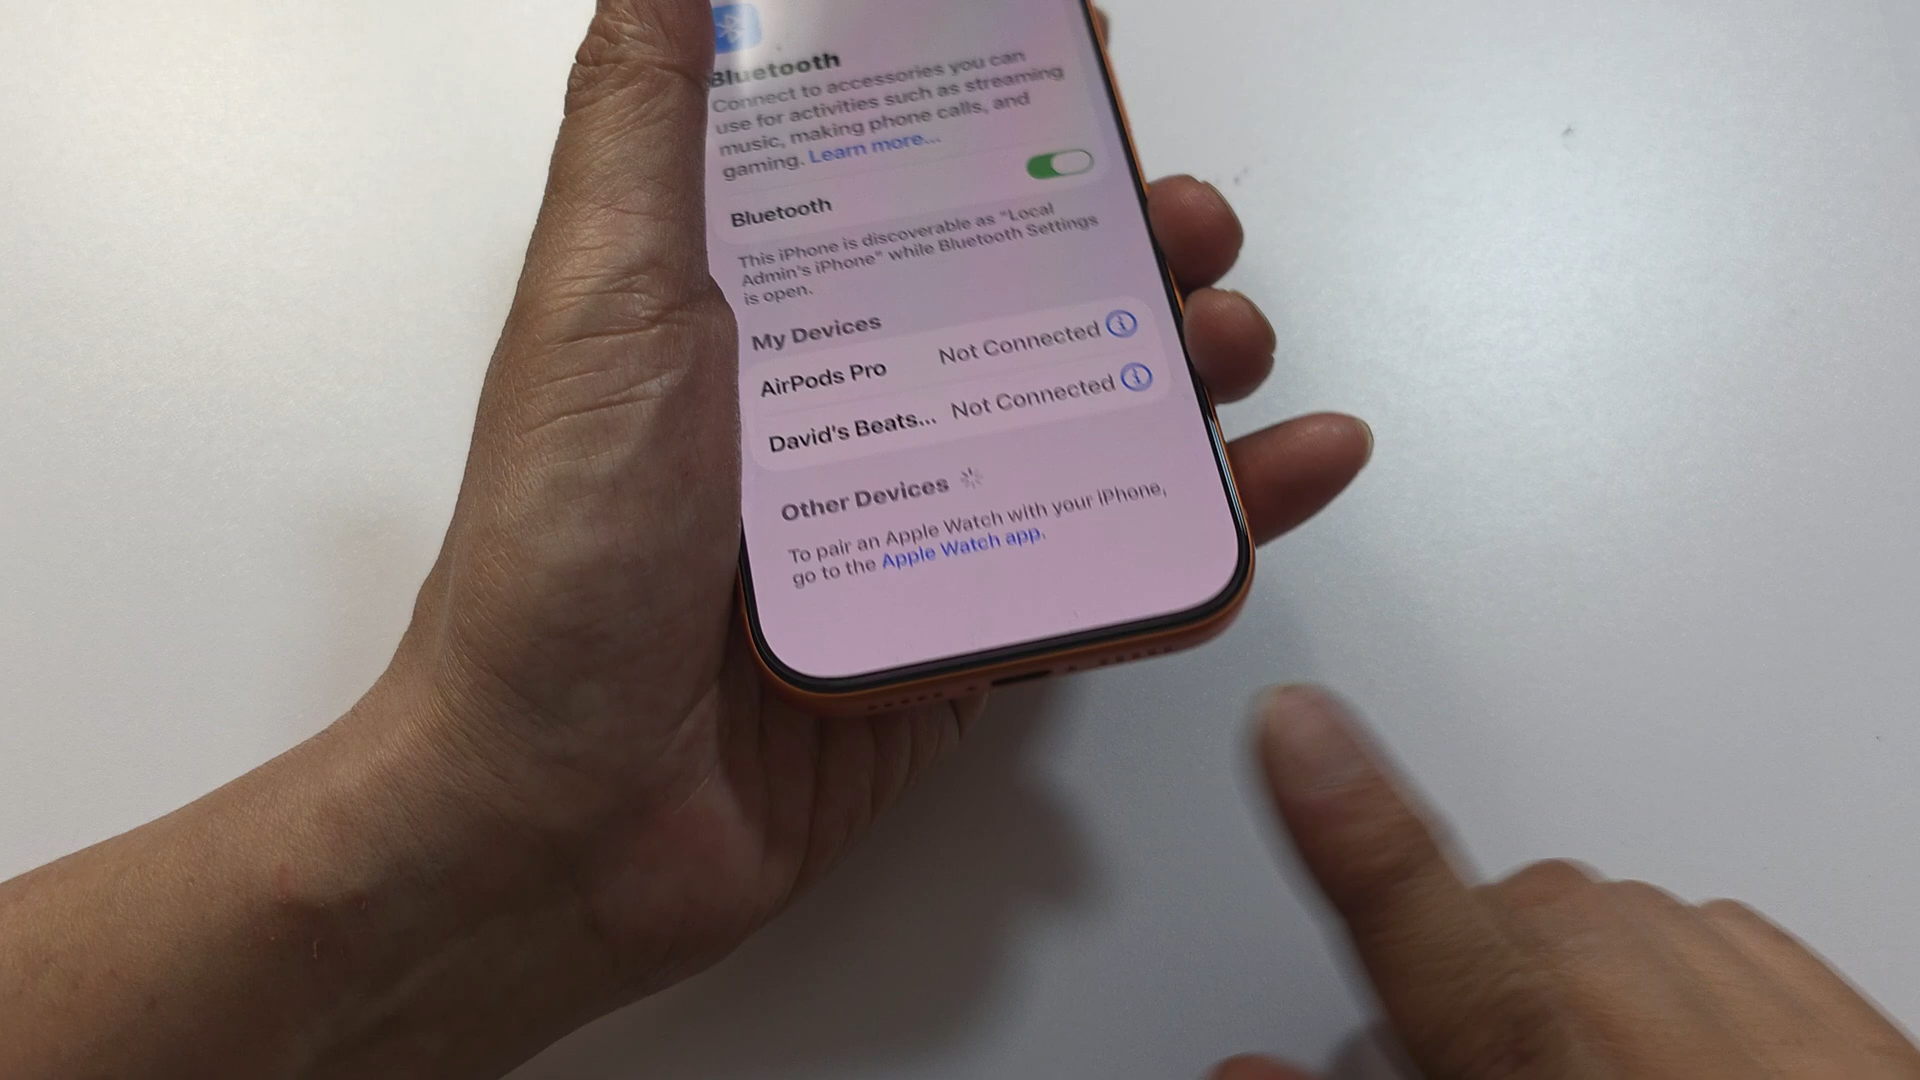 Bluetooth
Connect to accessories you can
use for activities such as streaming
music, making phone calls, and
gaming. Learn more...
Bluetooth
This iPhone is discoverable as "Local
Admin's iPhone" while Bluetooth Settings
is open.
My Devices
AirPods Pro Not Connected
David's Beats... Not Connected
Other Devices
To pair an Apple Watch with your iPhone,
go to the Apple Watch app.